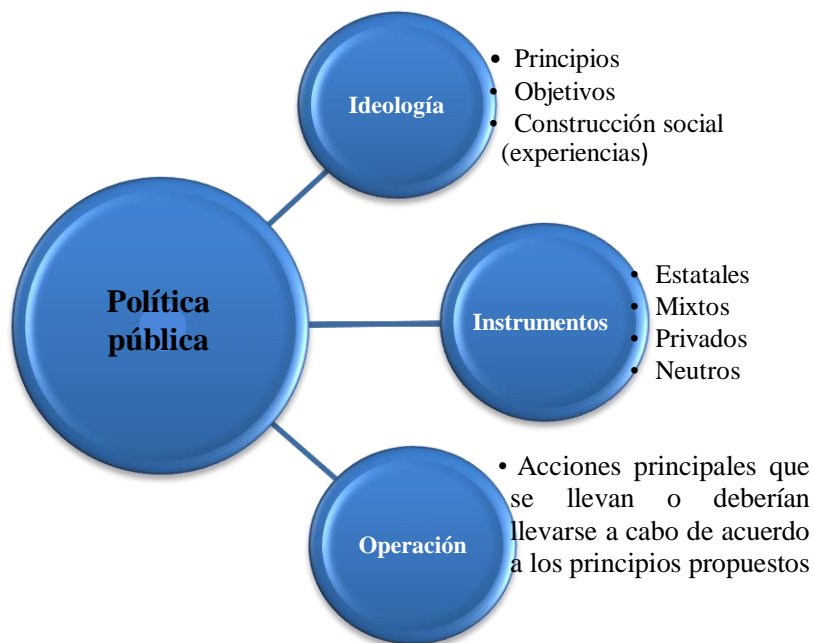 Ideología
• Principios
• Objetivos
• Construcción social
(experiencias)
Política
pública
Instrumentos
• Estatales
• Mixtos
• Privados
• Neutros
Operación
• Acciones principales que
se llevan o deberían
llevarse a cabo de acuerdo
a los principios propuestos